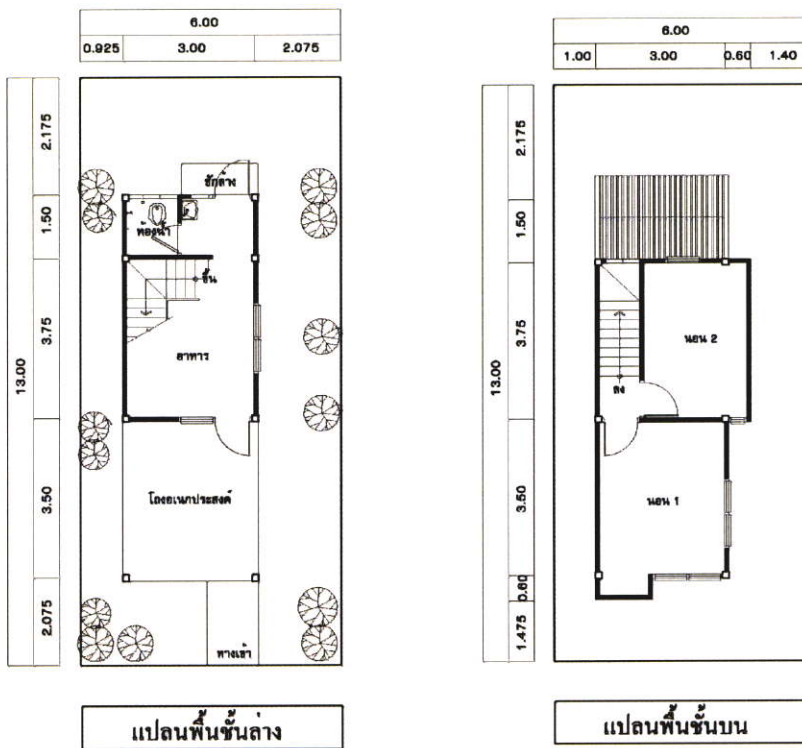 6.00
0.925 3.00 2.075
13.00
2.175
1.50
3.75
3.50
2.075
ซักล้าง
ห้องน้ำ
ขึ้น
อาหาร
โถงอเนกประสงค์
ทางเข้า
แปลนพื้นชั้นล่าง
6.00
1.00 3.00 0.60 1.40
13.00
2.175
1.50
3.75
3.50
0.60
1.475
นอน 2
ลง
นอน 1
แปลนพื้นชั้นบน